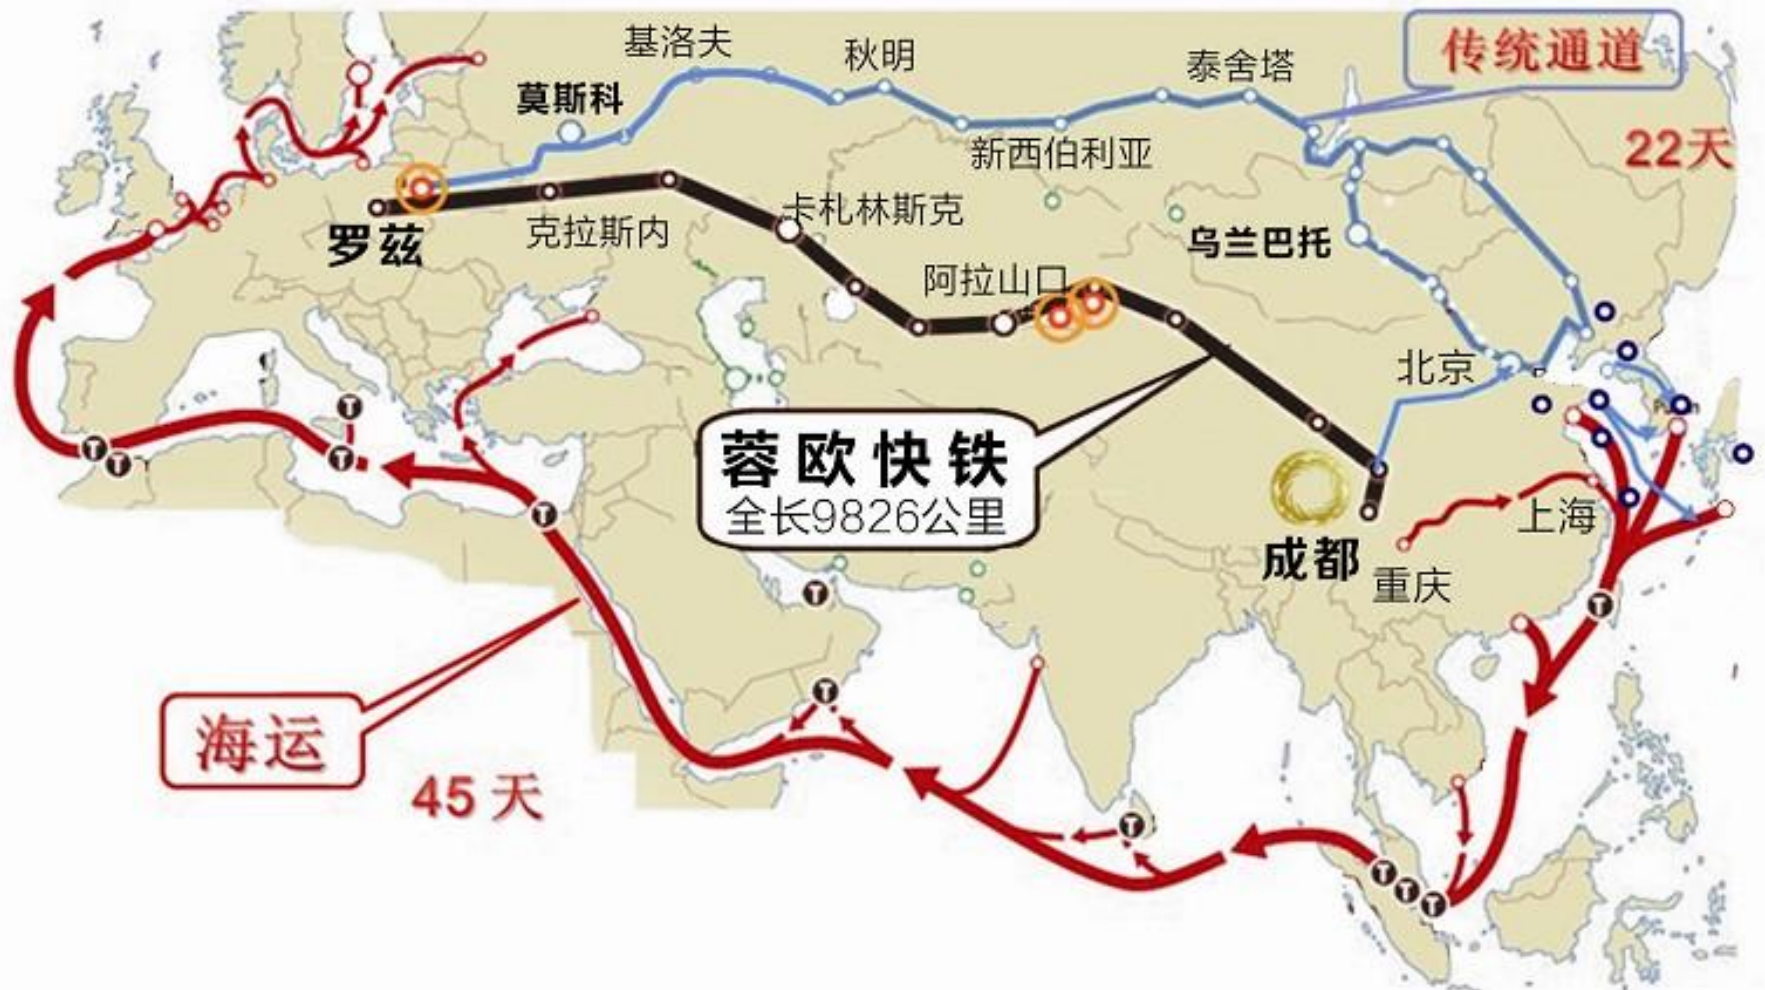 基洛夫
秋明
泰舍塔
传统通道
莫斯科
新西伯利亚
22天
罗兹
克拉斯内
卡札林斯克
乌兰巴托
阿拉山口
北京
蓉欧快铁
全长9826公里
上海
成都
重庆
海运
45天
T
T
T
T
T
T
T
T
T
T
T
T